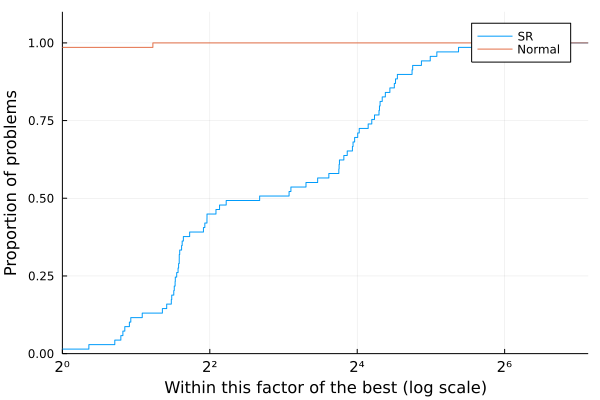 1.00
0.75
0.50
0.25
0.00
Proportion of problems
SR
Normal
2⁰
2²
2⁴
2⁶
Within this factor of the best (log scale)